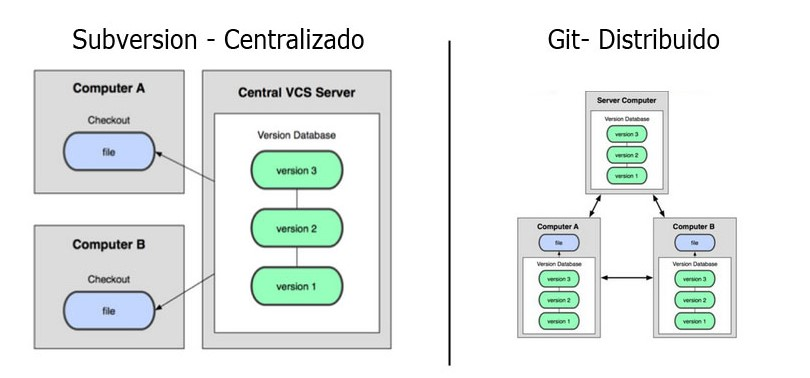 Subversion - Centralizado
Computer A
Checkout
file
Computer B
Checkout
file
Central VCS Server
Version Database
version 3
version 2
version 1
Git- Distribuido
Server Computer
Version Database
version 3
version 2
version 1
Computer A
file
Version Database
version 3
version 2
version 1
Computer B
file
Version Database
version 3
version 2
version 1